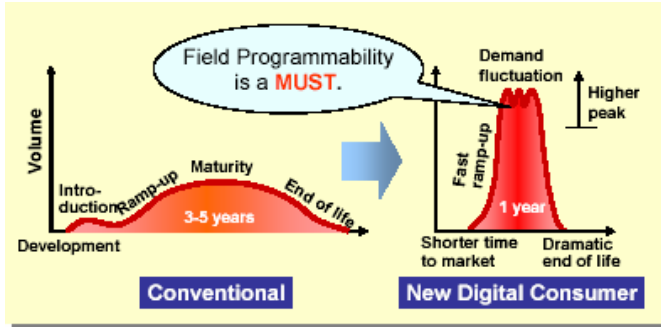 Field Programmability
is a MUST.
Volume
Intro-
duction
Ramp-up
Maturity
End of life
3-5 years
Development
Conventional
Demand
fluctuation
Higher
peak
Fast
ramp-up
1 year
Shorter time
to market
Dramatic
end of life
New Digital Consumer